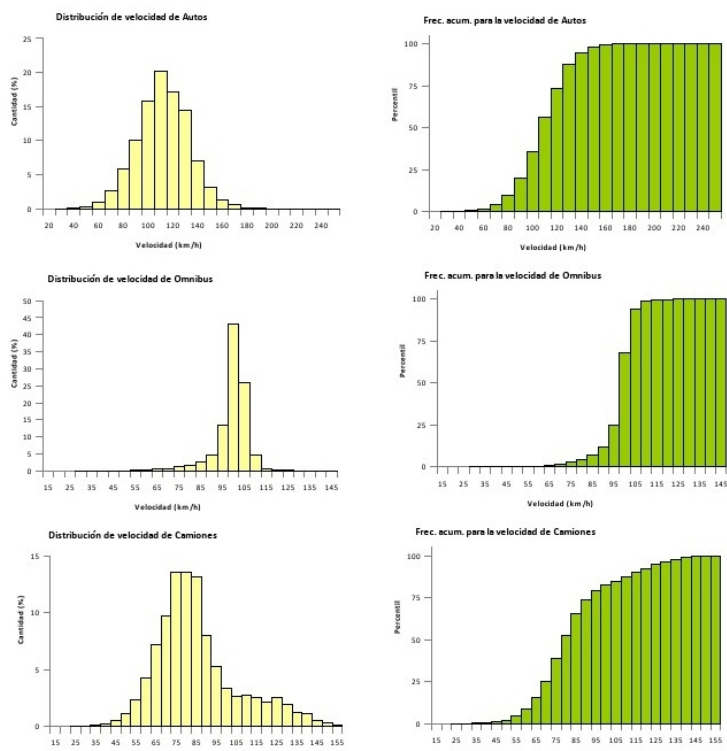 Distribución de velocidad de Autos
25
20
15
10
5
0
Cantidad (%)
20 40 60 80 100 120 140 160 180 200 220 240
Velocidad (km/h)
Frec. acum. para la velocidad de Autos
100
75
50
25
0
Percentil
20 40 60 80 100 120 140 160 180 200 220 240
Velocidad (km/h)
Distribución de velocidad de Omnibus
50
45
40
35
30
25
20
15
10
5
0
Cantidad (%)
15 25 35 45 55 65 75 85 95 105 115 125 135 145
Velocidad (km/h)
Frec. acum. para la velocidad de Omnibus
100
75
50
25
0
Percentil
15 25 35 45 55 65 75 85 95 105 115 125 135 145
Velocidad (km/h)
Distribución de velocidad de Camiones
15
10
5
0
Cantidad (%)
15 25 35 45 55 65 75 85 95 105 115 125 135 145 155
Frec. acum. para la velocidad de Camiones
100
75
50
25
0
Percentil
15 25 35 45 55 65 75 85 95 105 115 125 135 145 155